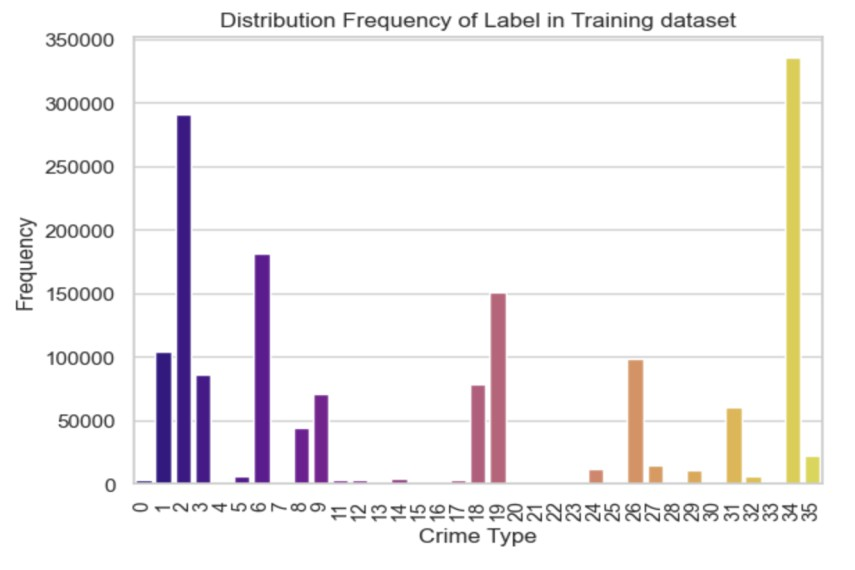 Distribution Frequency of Label in Training dataset
350000
300000
250000
200000
150000
100000
50000
0
Frequency
0 1 2 3 4 5 6 7 8 9 11 12 13 14 15 16 17 18 19 20 21 22 23 24 25 26 27 28 29 30 31 32 33 34 35
Crime Type